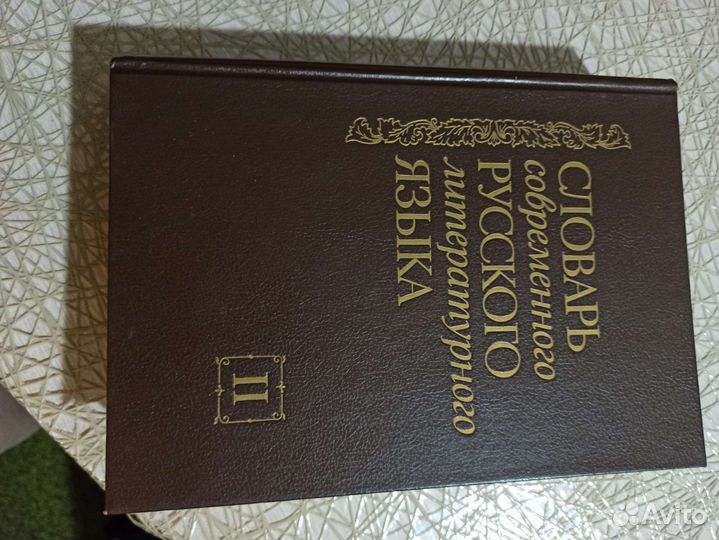 СЛОВАРЬ
современного
РУССКОГО
литературного
ЯЗЫКА
II
Avito